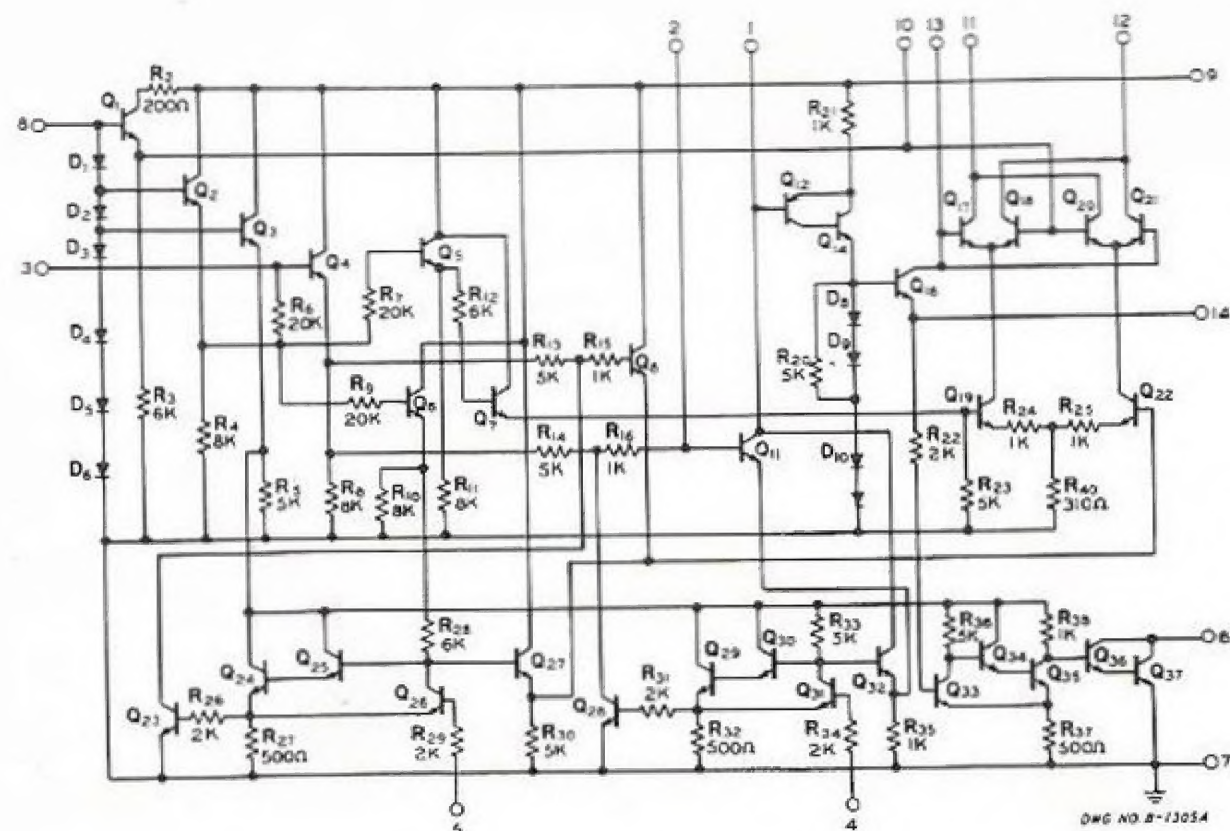 2 1 10 13 11 12
R2 200Ω
Q1
8
9
R21 1K
D1
Q2
D2
Q3
D3
3
Q4
Q5
Q12
Q14
Q17 Q18 Q20 Q21
R6 20K
R7 20K
R12 6K
Q16
14
D4
D8
D9
R13 5K
R15 1K
Q8
R20 5K
R3 6K
R9 20K
Q6
Q7
Q19
R24 1K
R25 1K
Q22
D5
R4 8K
D6
R14 5K
R16 1K
Q11
D10
R22 2K
R5 5K
R8 8K
R10 8K
R11 8K
R23 5K
R40 310Ω
R28 6K
R33 5K
R36 5K
R38 1K
6
Q24
Q25
Q27
Q29
Q30
Q34
Q35
Q36
Q37
Q23
R26 2K
Q26
Q28
R31 2K
Q31
Q32
Q33
R27 500Ω
R29 2K
R30 5K
R32 500Ω
R34 2K
R35 1K
R37 500Ω
7
5
4
DWG NO.B-1305A